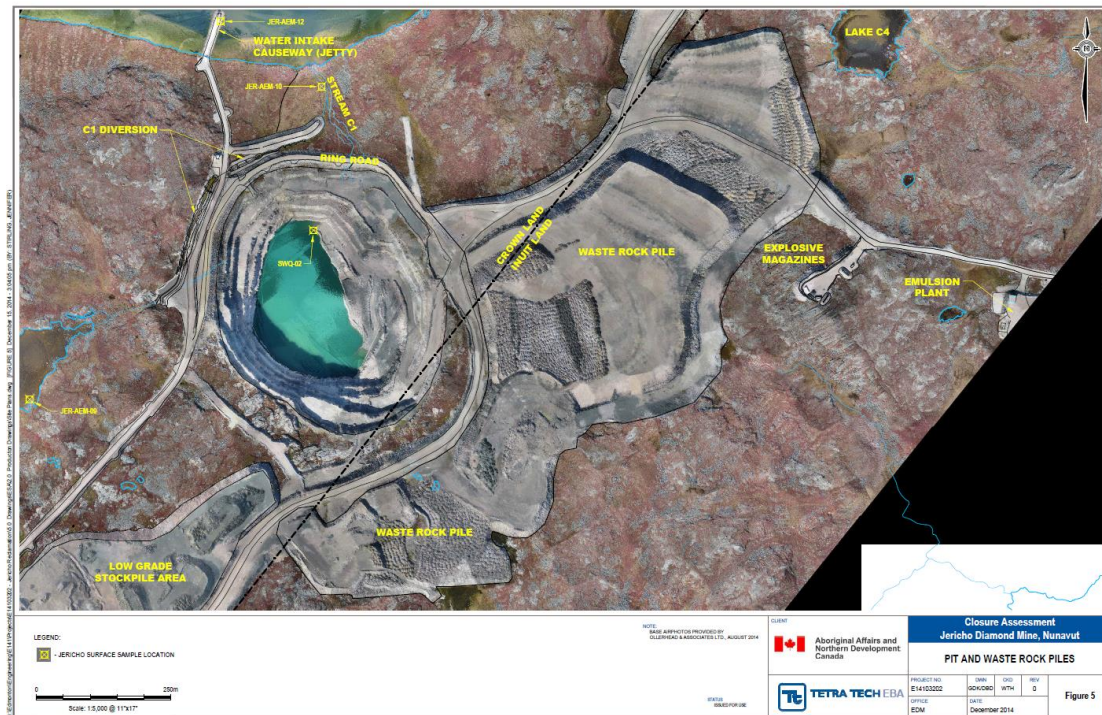 JER-AEM-12
WATER INTAKE
CAUSEWAY (JETTY)
LAKE C4
N
JER-AEM-10
STREAM C1
C1 DIVERSION
RING ROAD
CROWN LAND
INUIT LAND
WASTE ROCK PILE
SWQ-02
EXPLOSIVE
MAGAZINES
EMULSION
PLANT
JER-AEM-09
WASTE ROCK PILE
LOW GRADE
STOCKPILE AREA
LEGEND:
- JERICHO SURFACE SAMPLE LOCATION
0 250m
Scale: 1:5,000 @ 11"x17"
NOTE:
BASE AIRPHOTOS PROVIDED BY
OLLERHEAD & ASSOCIATES LTD., AUGUST 2014
STATUS
ISSUED FOR USE
CLIENT
Aboriginal Affairs and
Northern Development
Canada
Tt TETRA TECH EBA
Closure Assessment
Jericho Diamond Mine, Nunavut
PIT AND WASTE ROCK PILES
PROJECT NO. DWN CKD REV
E14103202 GDK/DBD WTH 0
OFFICE DATE
EDM December 2014
Figure 5